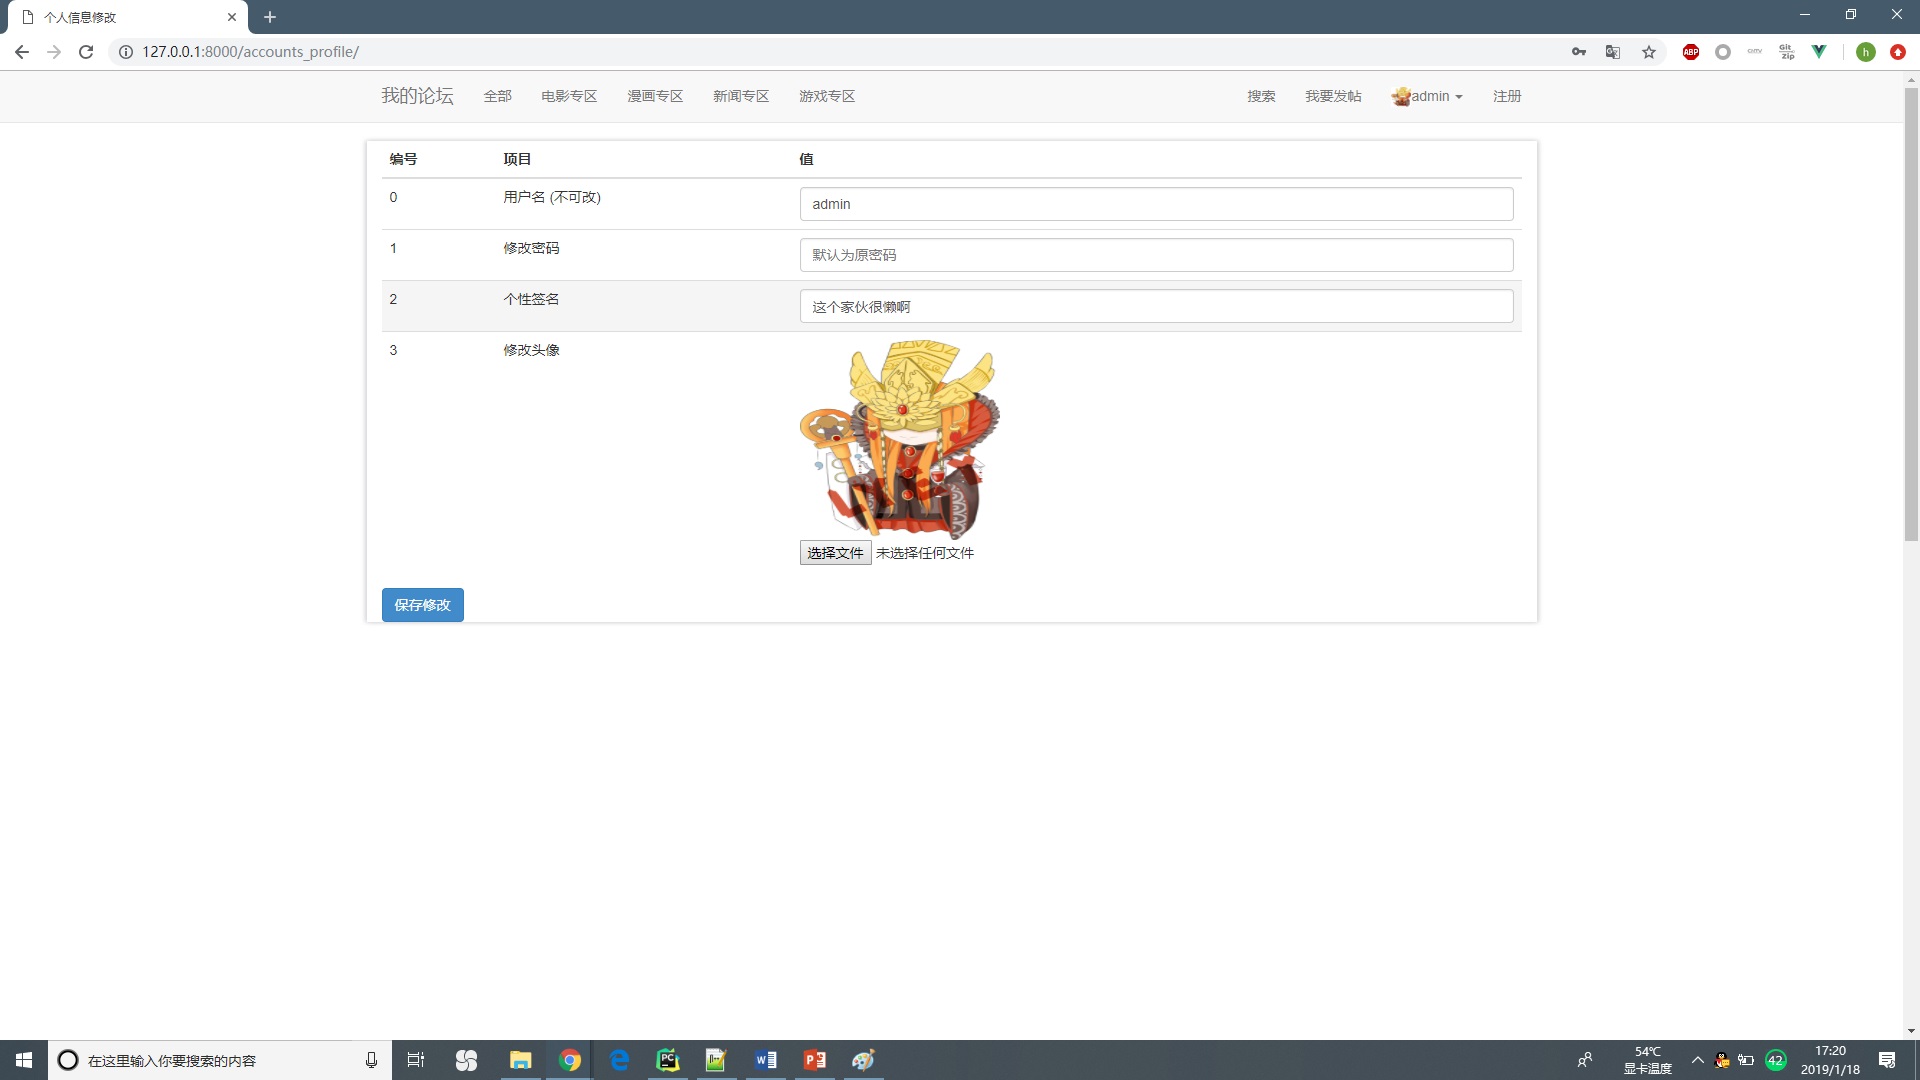 个人信息修改
127.0.0.1:8000/accounts_profile/
ABP
Git Zip
h
我的论坛 全部 电影专区 漫画专区 新闻专区 游戏专区 搜索 我要发帖 admin 注册
编号 项目 值
0 用户名 (不可改) admin
1 修改密码 默认为原密码
2 个性签名 这个家伙很懒啊
3 修改头像
选择文件 未选择任何文件
保存修改
在这里输入你要搜索的内容
54℃
显卡温度
42
17:20
2019/1/18